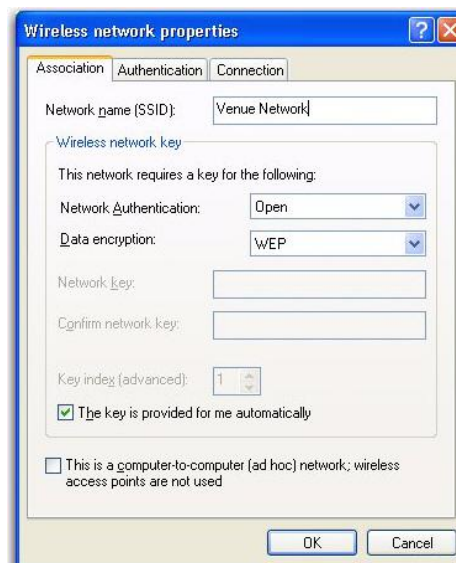 Wireless network properties
Association
Authentication
Connection
Network name (SSID):
Venue Network
Wireless network key
This network requires a key for the following:
Network Authentication:
Open
Data encryption:
WEP
Network key:
Confirm network key:
Key index (advanced):
1
The key is provided for me automatically
This is a computer-to-computer (ad hoc) network; wireless
access points are not used
OK
Cancel